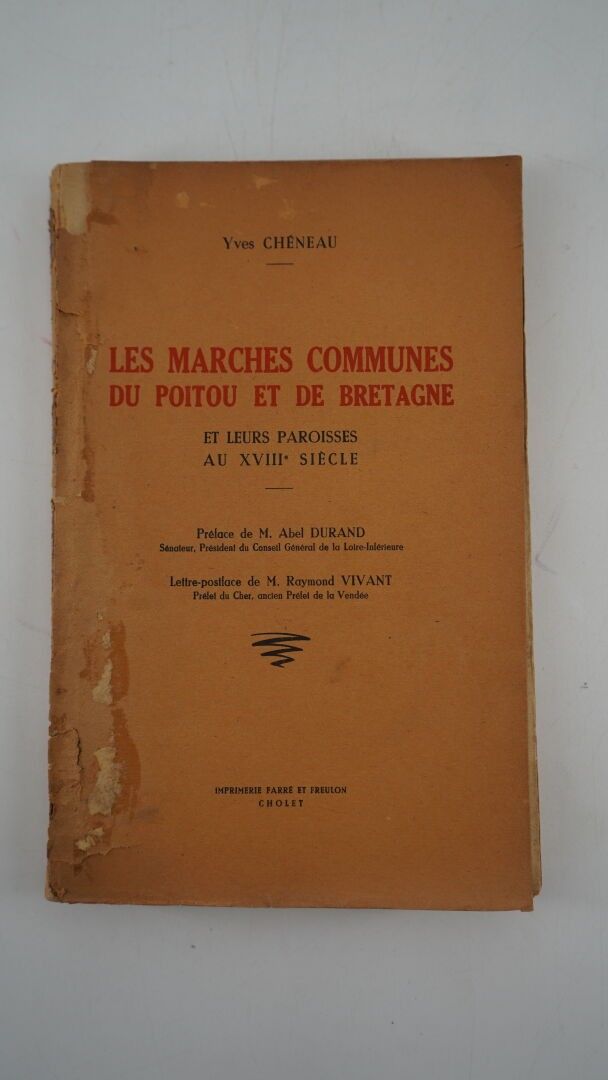 Yves CHÉNEAU
LES MARCHES COMMUNES
DU POITOU ET DE BRETAGNE
ET LEURS PAROISSES
AU XVIIIᵉ SIÈCLE
Préface de M. Abel DURAND
Sénateur, Président du Conseil Général de la Loire-Inférieure
Lettre-postface de M. Raymond VIVANT
Préfet du Cher, ancien Préfet de la Vendée
IMPRIMERIE FARRÉ ET FREULON
CHOLET